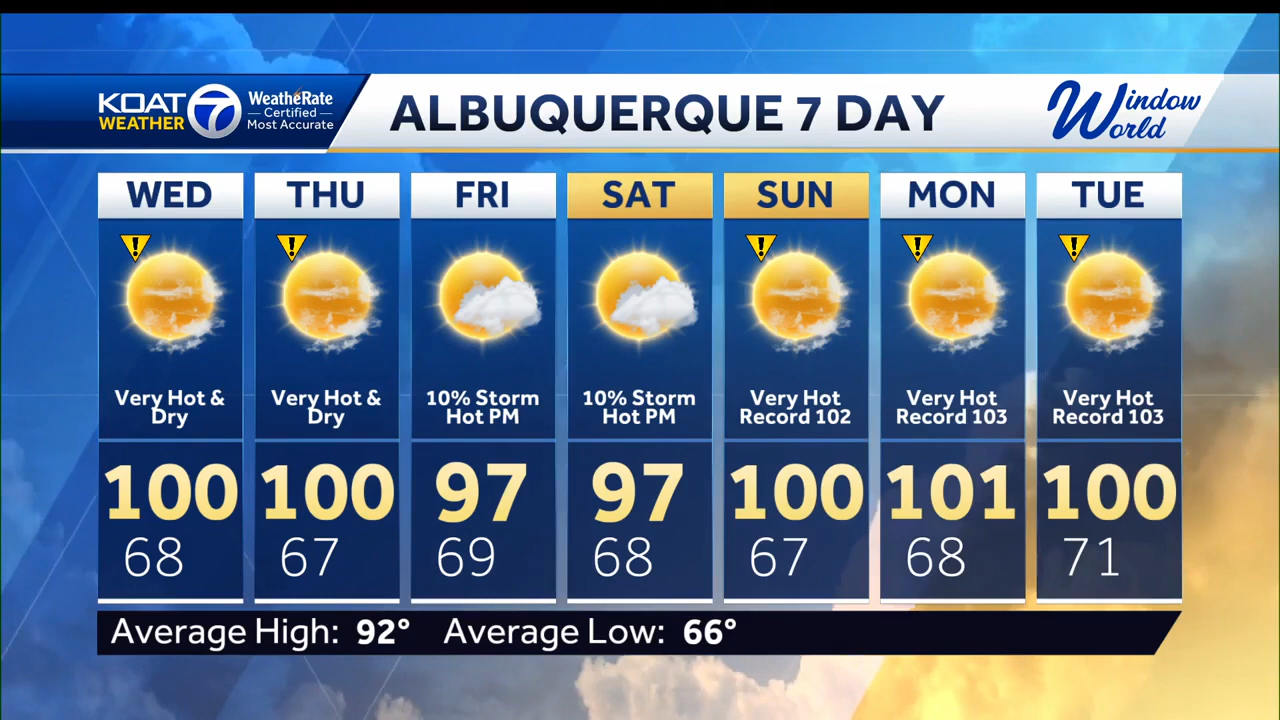 KOAT 7 WeatheRate
WEATHER Certified
Most Accurate
ALBUQUERQUE 7 DAY
Window
World
WED THU FRI SAT SUN MON TUE
! ! ! ! !
Very Hot & Very Hot & 10% Storm 10% Storm Very Hot Very Hot Very Hot
Dry Dry Hot PM Hot PM Record 102 Record 103 Record 103
100 100 97 97 100 101 100
68 67 69 68 67 68 71
Average High: 92° Average Low: 66°